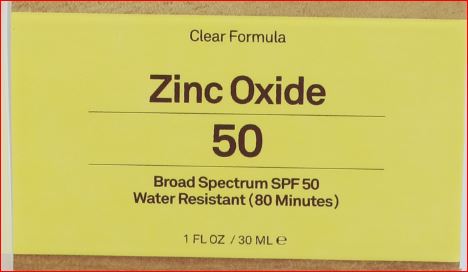 Clear Formula
Zinc Oxide
50
Broad Spectrum SPF 50
Water Resistant (80 Minutes)
1 FL OZ / 30 ML ℮